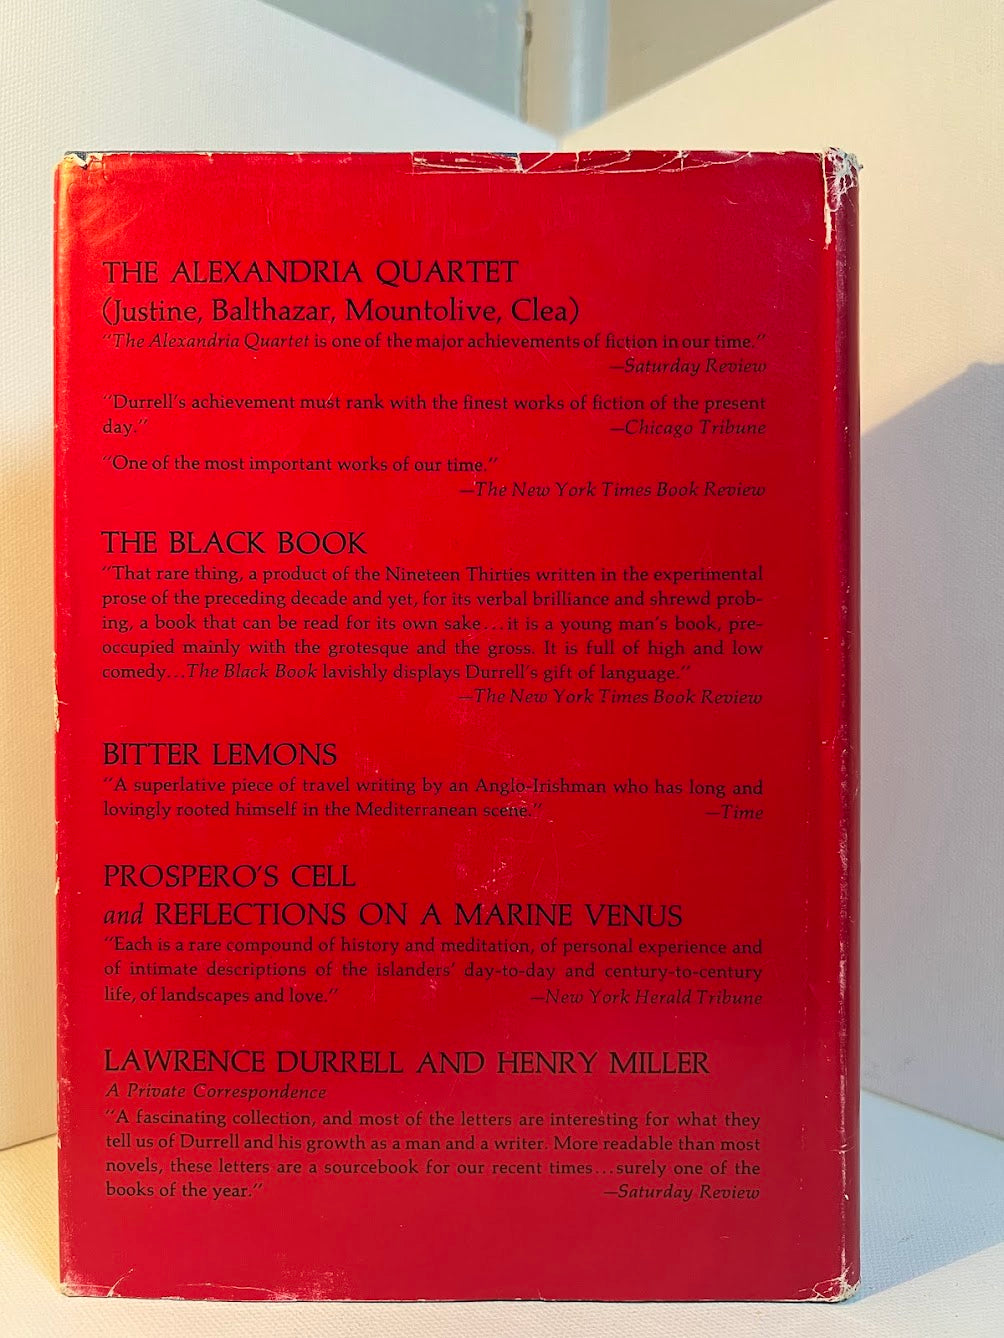 THE ALEXANDRIA QUARTET
(Justine, Balthazar, Mountolive, Clea)
"The Alexandria Quartet is one of the major achievements of fiction in our time."
—Saturday Review
"Durrell's achievement must rank with the finest works of fiction of the present
day." —Chicago Tribune
"One of the most important works of our time."
—The New York Times Book Review
THE BLACK BOOK
"That rare thing, a product of the Nineteen Thirties written in the experimental
prose of the preceding decade and yet, for its verbal brilliance and shrewd prob-
ing, a book that can be read for its own sake...it is a young man's book, pre-
occupied mainly with the grotesque and the gross. It is full of high and low
comedy...The Black Book lavishly displays Durrell's gift of language."
—The New York Times Book Review
BITTER LEMONS
"A superlative piece of travel writing by an Anglo-Irishman who has long and
lovingly rooted himself in the Mediterranean scene." —Time
PROSPERO'S CELL
and REFLECTIONS ON A MARINE VENUS
"Each is a rare compound of history and meditation, of personal experience and
of intimate descriptions of the islanders' day-to-day and century-to-century
life, of landscapes and love." —New York Herald Tribune
LAWRENCE DURRELL AND HENRY MILLER
A Private Correspondence
"A fascinating collection, and most of the letters are interesting for what they
tell us of Durrell and his growth as a man and a writer. More readable than most
novels, these letters are a sourcebook for our recent times...surely one of the
books of the year." —Saturday Review